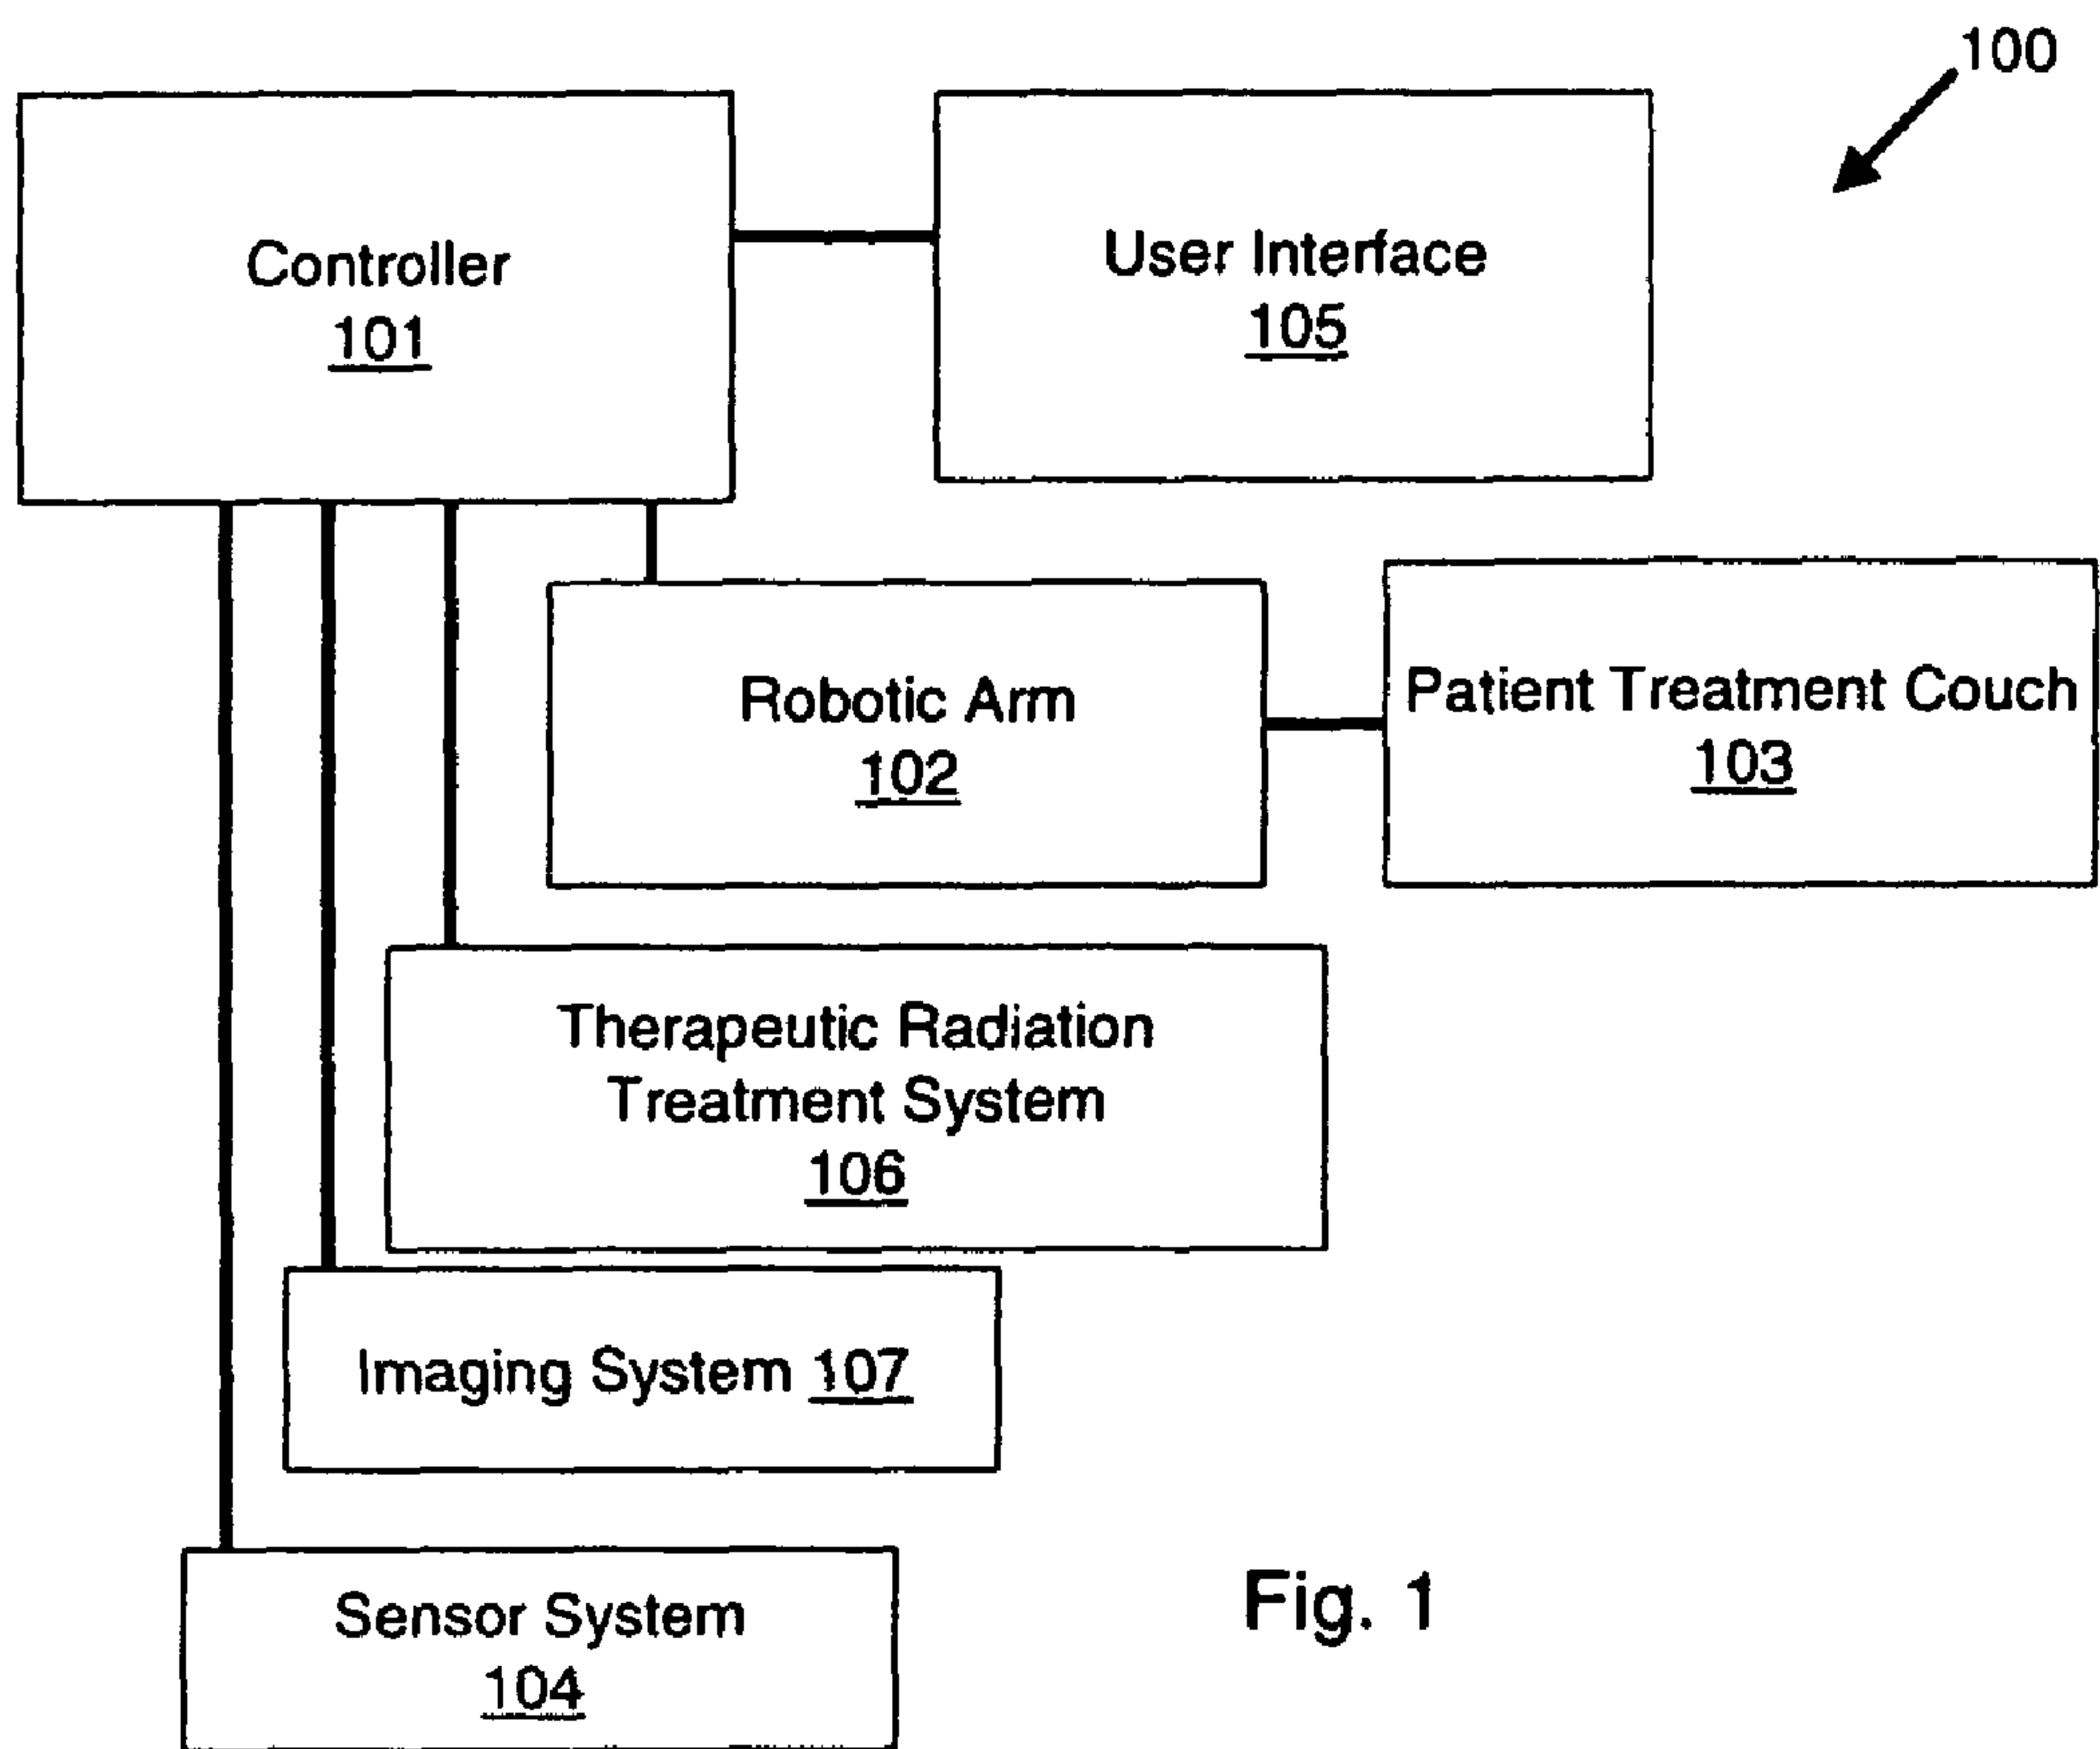 100
Controller
101
User Interface
105
Robotic Arm
102
Patient Treatment Couch
103
Therapeutic Radiation
Treatment System
106
Imaging System 107
Sensor System
104
Fig. 1